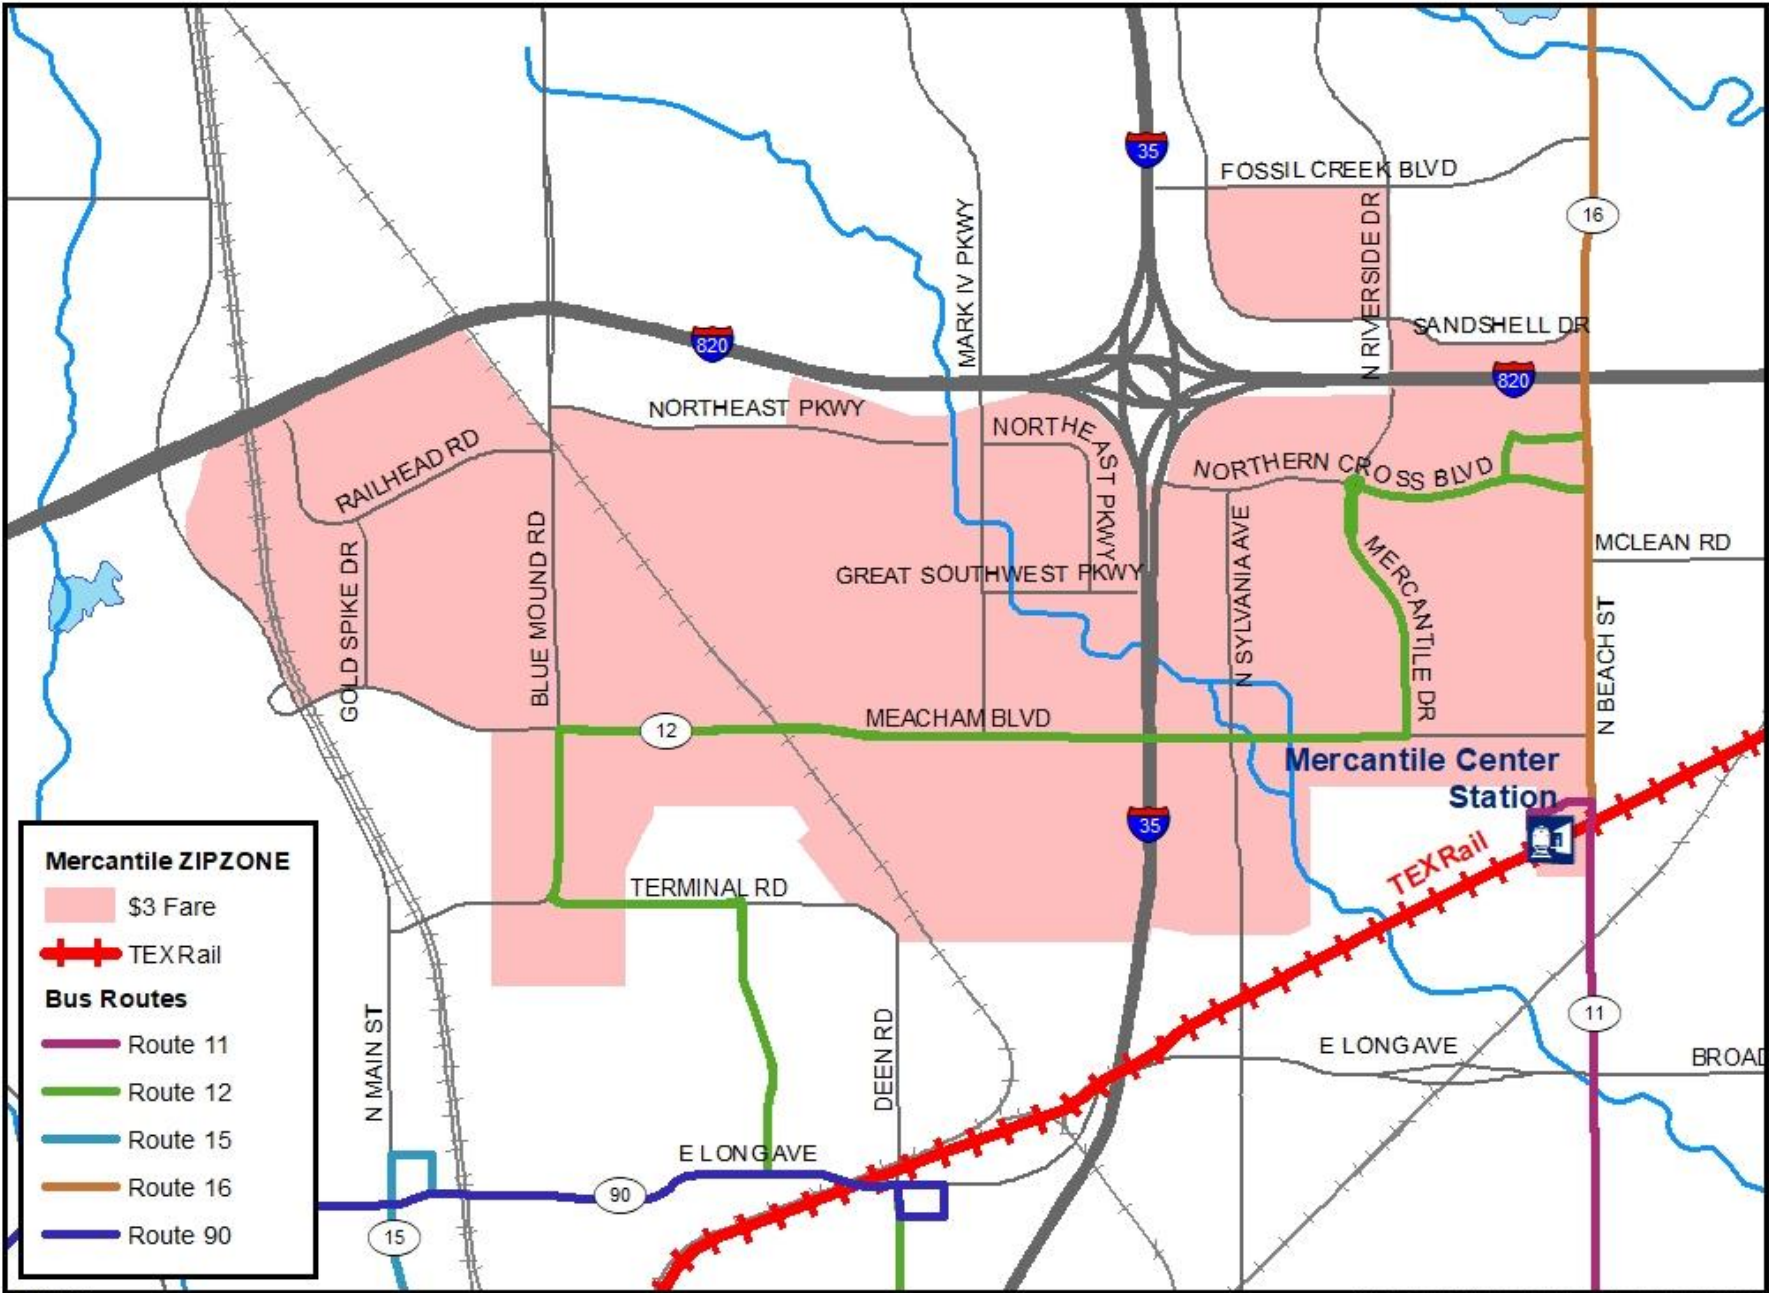 35
FOSSIL CREEK BLVD
16
MARK IV PKWY
N RIVERSIDE DR
SANDSHELL DR
820
820
NORTHEAST PKWY
NORTHEAST PKWY
RAILHEAD RD
NORTHERN CROSS BLVD
MCLEAN RD
BLUE MOUND RD
GOLD SPIKE DR
GREAT SOUTHWEST PKWY
N SYLVANIA AVE
MERCANTILE DR
MERCANTILE DR
N BEACH ST
12
MEACHAM BLVD
Mercantile Center
Station
35
TEXRail
TERMINAL RD
Mercantile ZIPZONE
$3 Fare
TEXRail
Bus Routes
Route 11
Route 12
Route 15
Route 16
Route 90
N MAIN ST
DEEN RD
11
E LONG AVE
BROAD
E LONG AVE
90
15